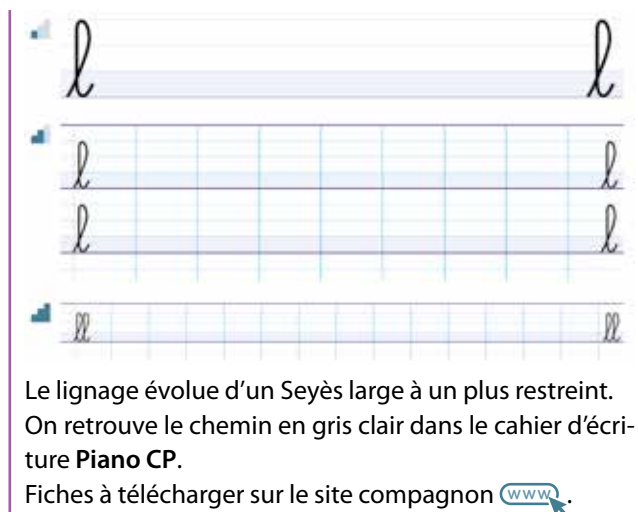 l l
l l
l l
ll ll
Le lignage évolue d'un Seyès large à un plus restreint.
On retrouve le chemin en gris clair dans le cahier d'écri-
ture Piano CP.
Fiches à télécharger sur le site compagnon www .